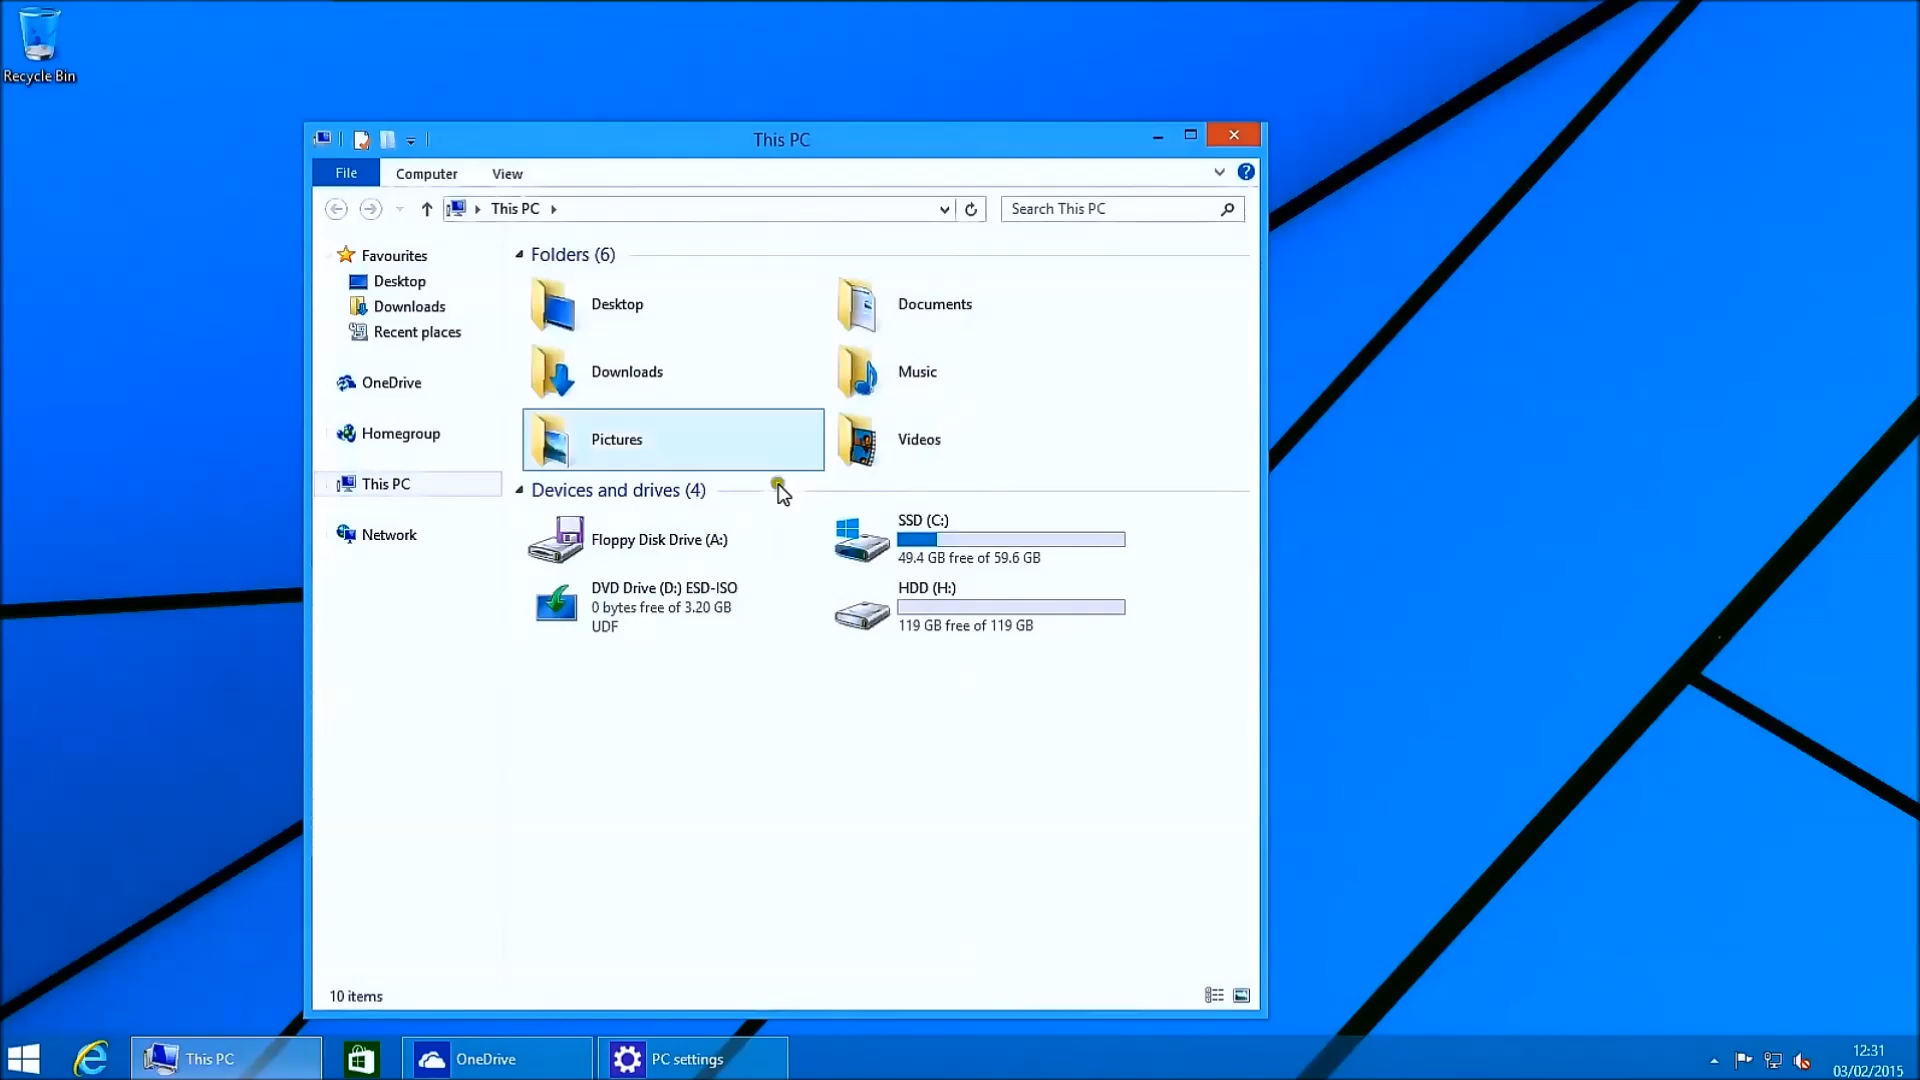 Recycle Bin
This PC
File Computer View
This PC
Search This PC
Favourites
Desktop
Downloads
Recent places
OneDrive
Homegroup
This PC
Network
Folders (6)
Desktop
Documents
Downloads
Music
Pictures
Videos
Devices and drives (4)
Floppy Disk Drive (A:)
SSD (C:)
49.4 GB free of 59.6 GB
DVD Drive (D:) ESD-ISO
0 bytes free of 3.20 GB
UDF
HDD (H:)
119 GB free of 119 GB
10 items
This PC
OneDrive
PC settings
12:31
03/02/2015